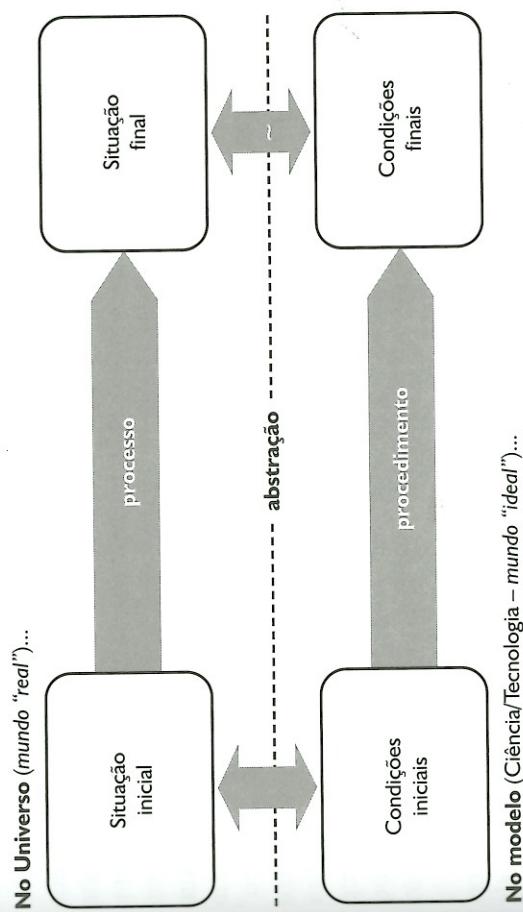 No Universo (mundo “real”)...
Situação
inicial
processo
Situação
final
abstração
~
Condições
iniciais
procedimento
Condições
finais
No modelo (Ciência/Tecnologia – mundo “ideal”)...